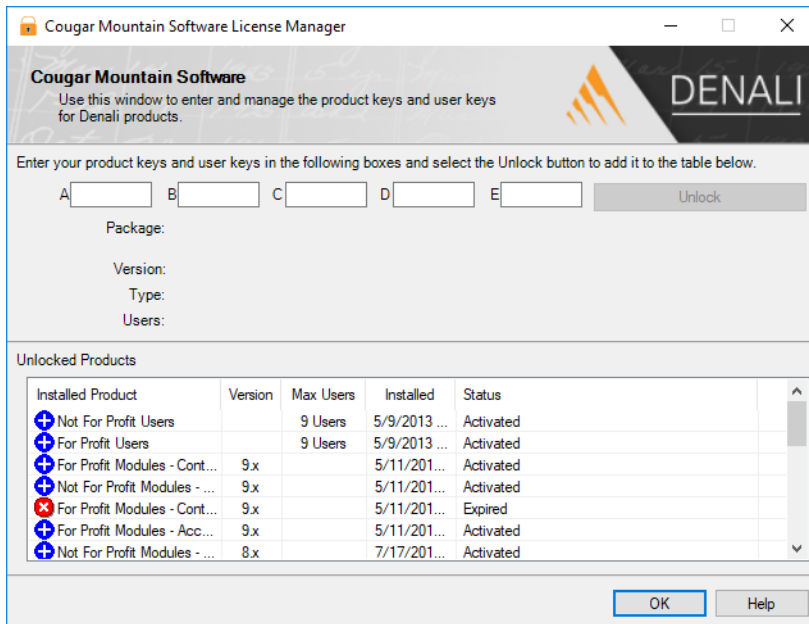 Cougar Mountain Software License Manager
Cougar Mountain Software
Use this window to enter and manage the product keys and user keys
for Denali products.
DENALI
Enter your product keys and user keys in the following boxes and select the Unlock button to add it to the table below.
A B C D E Unlock
Package:
Version:
Type:
Users:
Unlocked Products
Installed Product Version Max Users Installed Status
Not For Profit Users 9 Users 5/9/2013 ... Activated
For Profit Users 9 Users 5/9/2013 ... Activated
For Profit Modules - Cont... 9.x 5/11/201... Activated
Not For Profit Modules - ... 9.x 5/11/201... Activated
For Profit Modules - Cont... 9.x 5/11/201... Expired
For Profit Modules - Acc... 9.x 5/11/201... Activated
Not For Profit Modules - ... 8.x 7/17/201... Activated
OK Help